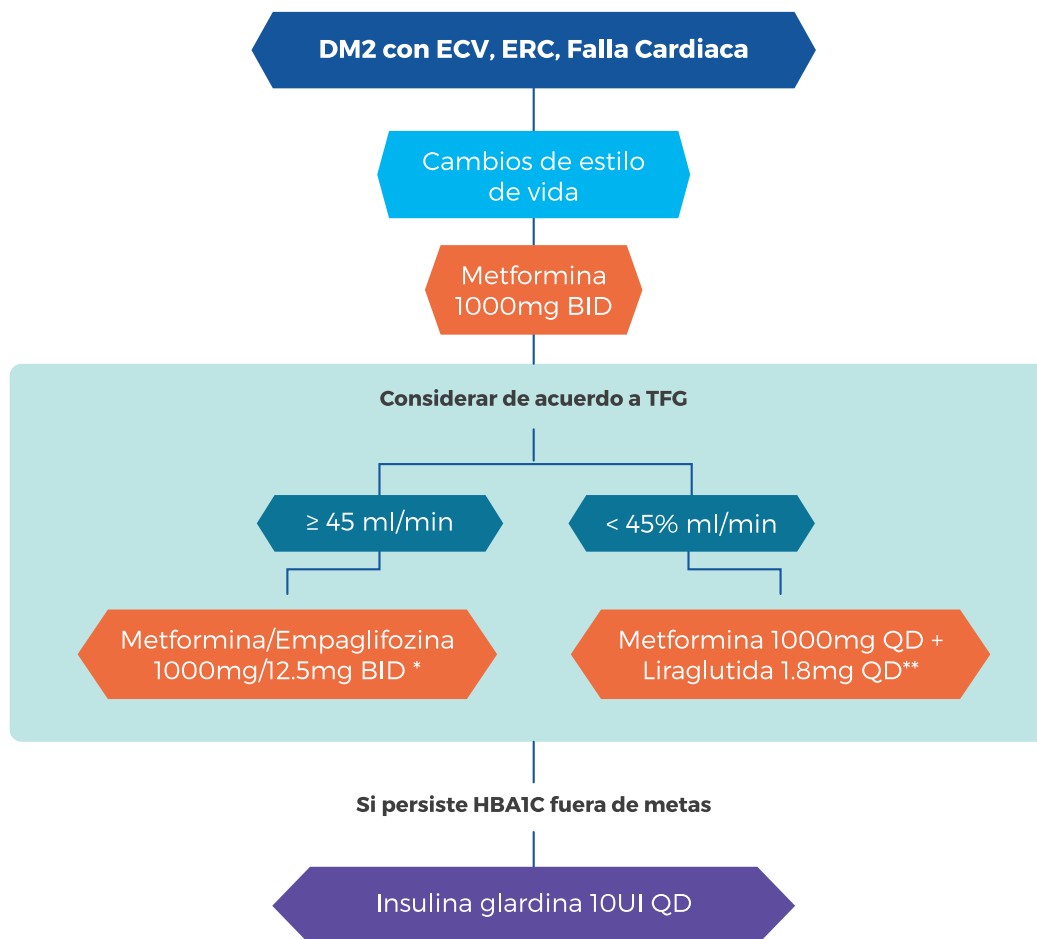 DM2 con ECV, ERC, Falla Cardiaca
Cambios de estilo
de vida
Metformina
1000mg BID
Considerar de acuerdo a TFG
≥ 45 ml/min
< 45% ml/min
Metformina/Empaglifozina
1000mg/12.5mg BID *
Metformina 1000mg QD +
Liraglutida 1.8mg QD**
Si persiste HBA1C fuera de metas
Insulina glardina 10UI QD